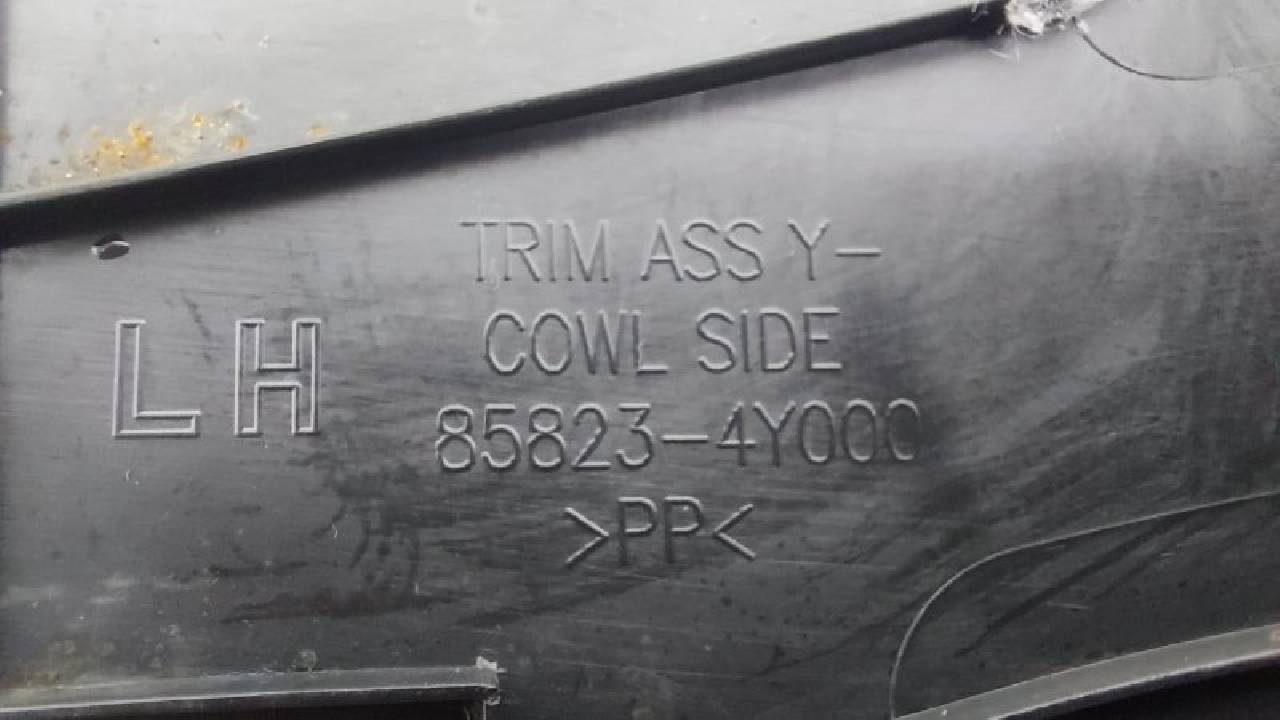 TRIM ASS Y-
COWL SIDE
LH
85823-4Y000
>PP<